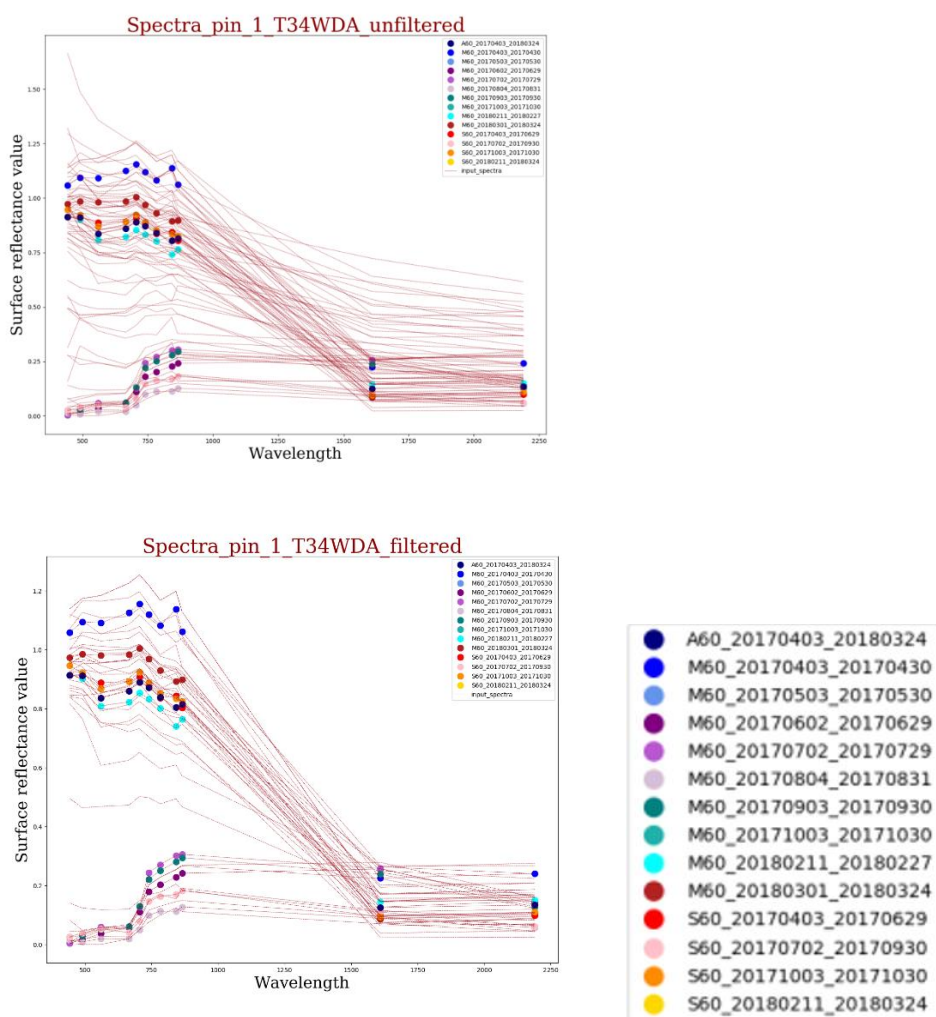 Spectra_pin_1_T34WDA_unfiltered
A60_20170403_20180324
M60_20170403_20170430
M60_20170503_20170530
M60_20170602_20170629
M60_20170702_20170729
M60_20170804_20170831
M60_20170903_20170930
M60_20171003_20171030
M60_20180211_20180227
M60_20180301_20180324
S60_20170403_20170629
S60_20170702_20170930
S60_20171003_20171030
S60_20180211_20180324
input_spectra
Surface reflectance value
1.50
1.25
1.00
0.75
0.50
0.25
0.00
500 750 1000 1250 1500 1750 2000 2250
Wavelength
Spectra_pin_1_T34WDA_filtered
A60_20170403_20180324
M60_20170403_20170430
M60_20170503_20170530
M60_20170602_20170629
M60_20170702_20170729
M60_20170804_20170831
M60_20170903_20170930
M60_20171003_20171030
M60_20180211_20180227
M60_20180301_20180324
S60_20170403_20170629
S60_20170702_20170930
S60_20171003_20171030
S60_20180211_20180324
input_spectra
Surface reflectance value
1.2
1.0
0.8
0.6
0.4
0.2
0.0
500 750 1000 1250 1500 1750 2000 2250
Wavelength
A60_20170403_20180324
M60_20170403_20170430
M60_20170503_20170530
M60_20170602_20170629
M60_20170702_20170729
M60_20170804_20170831
M60_20170903_20170930
M60_20171003_20171030
M60_20180211_20180227
M60_20180301_20180324
S60_20170403_20170629
S60_20170702_20170930
S60_20171003_20171030
S60_20180211_20180324